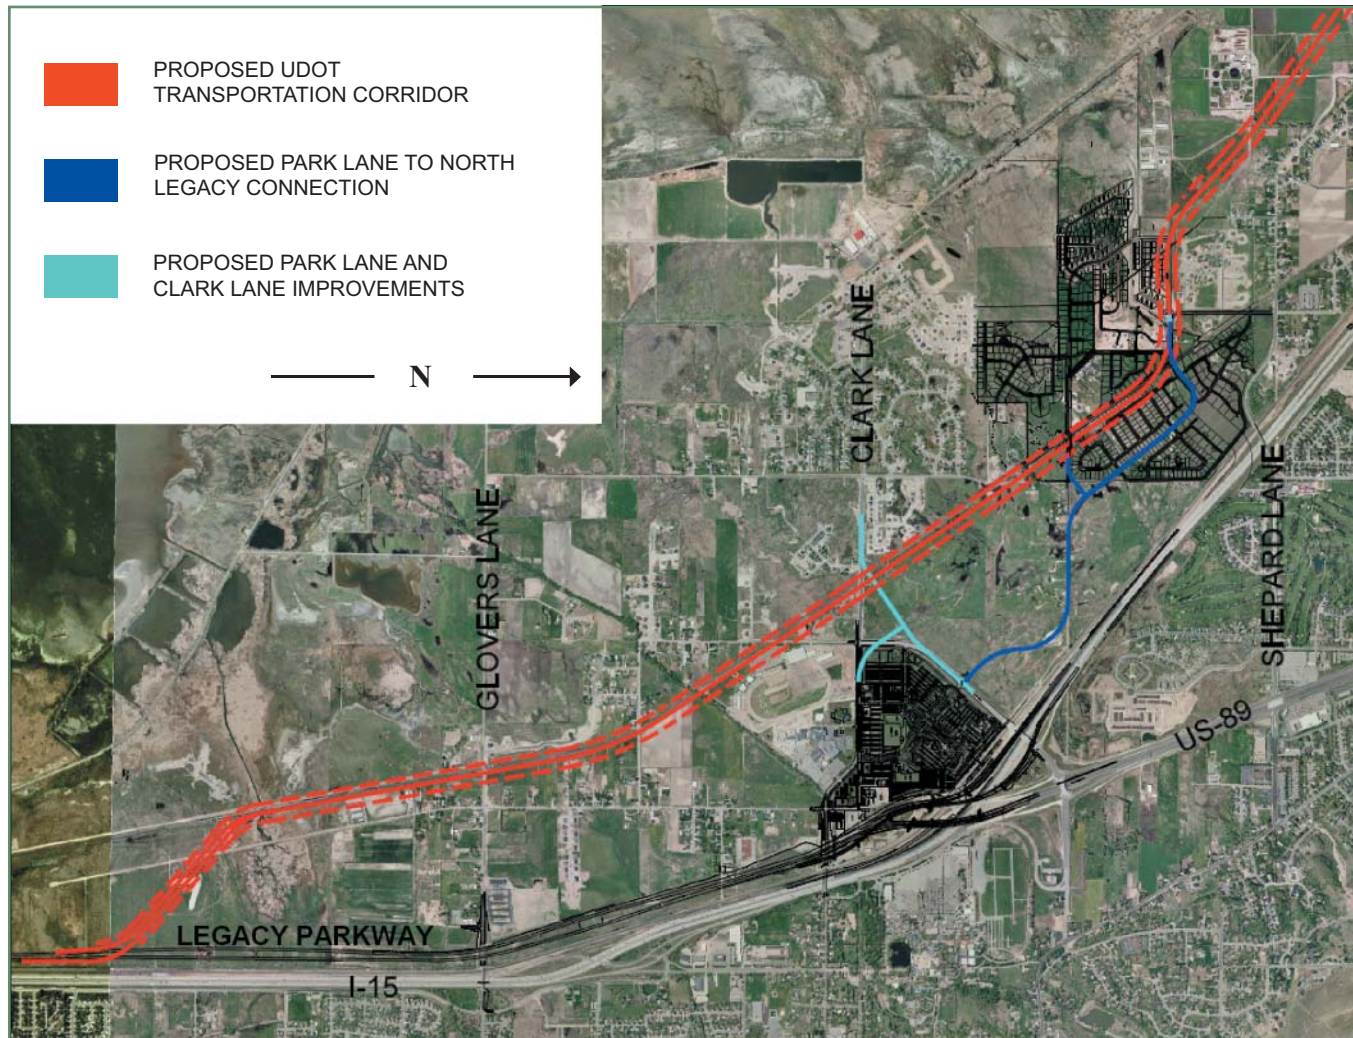 PROPOSED UDOT
TRANSPORTATION CORRIDOR
PROPOSED PARK LANE TO NORTH
LEGACY CONNECTION
PROPOSED PARK LANE AND
CLARK LANE IMPROVEMENTS
N
CLARK LANE
GLOVERS LANE
SHEPARD LANE
US-89
LEGACY PARKWAY
I-15